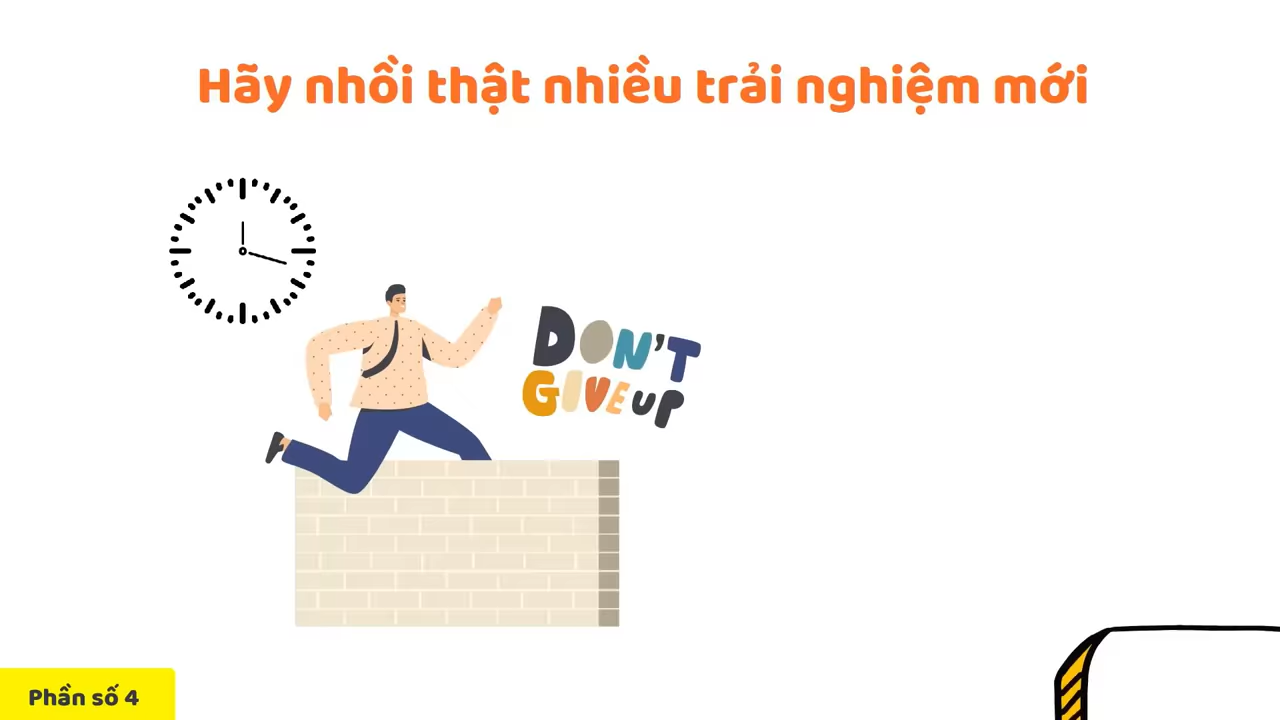 Hãy nhồi thật nhiều trải nghiệm mới
DON'T
GIVE UP
Phần số 4